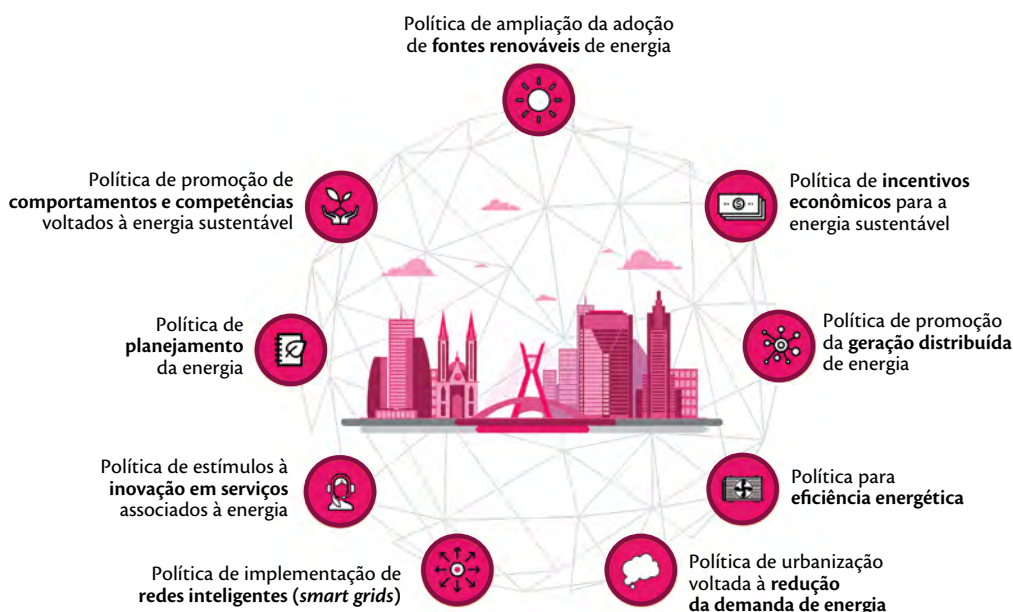 Política de ampliação da adoção
de fontes renováveis de energia
Política de promoção de
comportamentos e competências
voltados à energia sustentável
Política de incentivos
econômicos para a
energia sustentável
Política de
planejamento
da energia
Política de promoção
da geração distribuída
de energia
Política de estímulos à
inovação em serviços
associados à energia
Política para
eficiência energética
Política de implementação de
redes inteligentes (smart grids)
Política de urbanização
voltada à redução
da demanda de energia